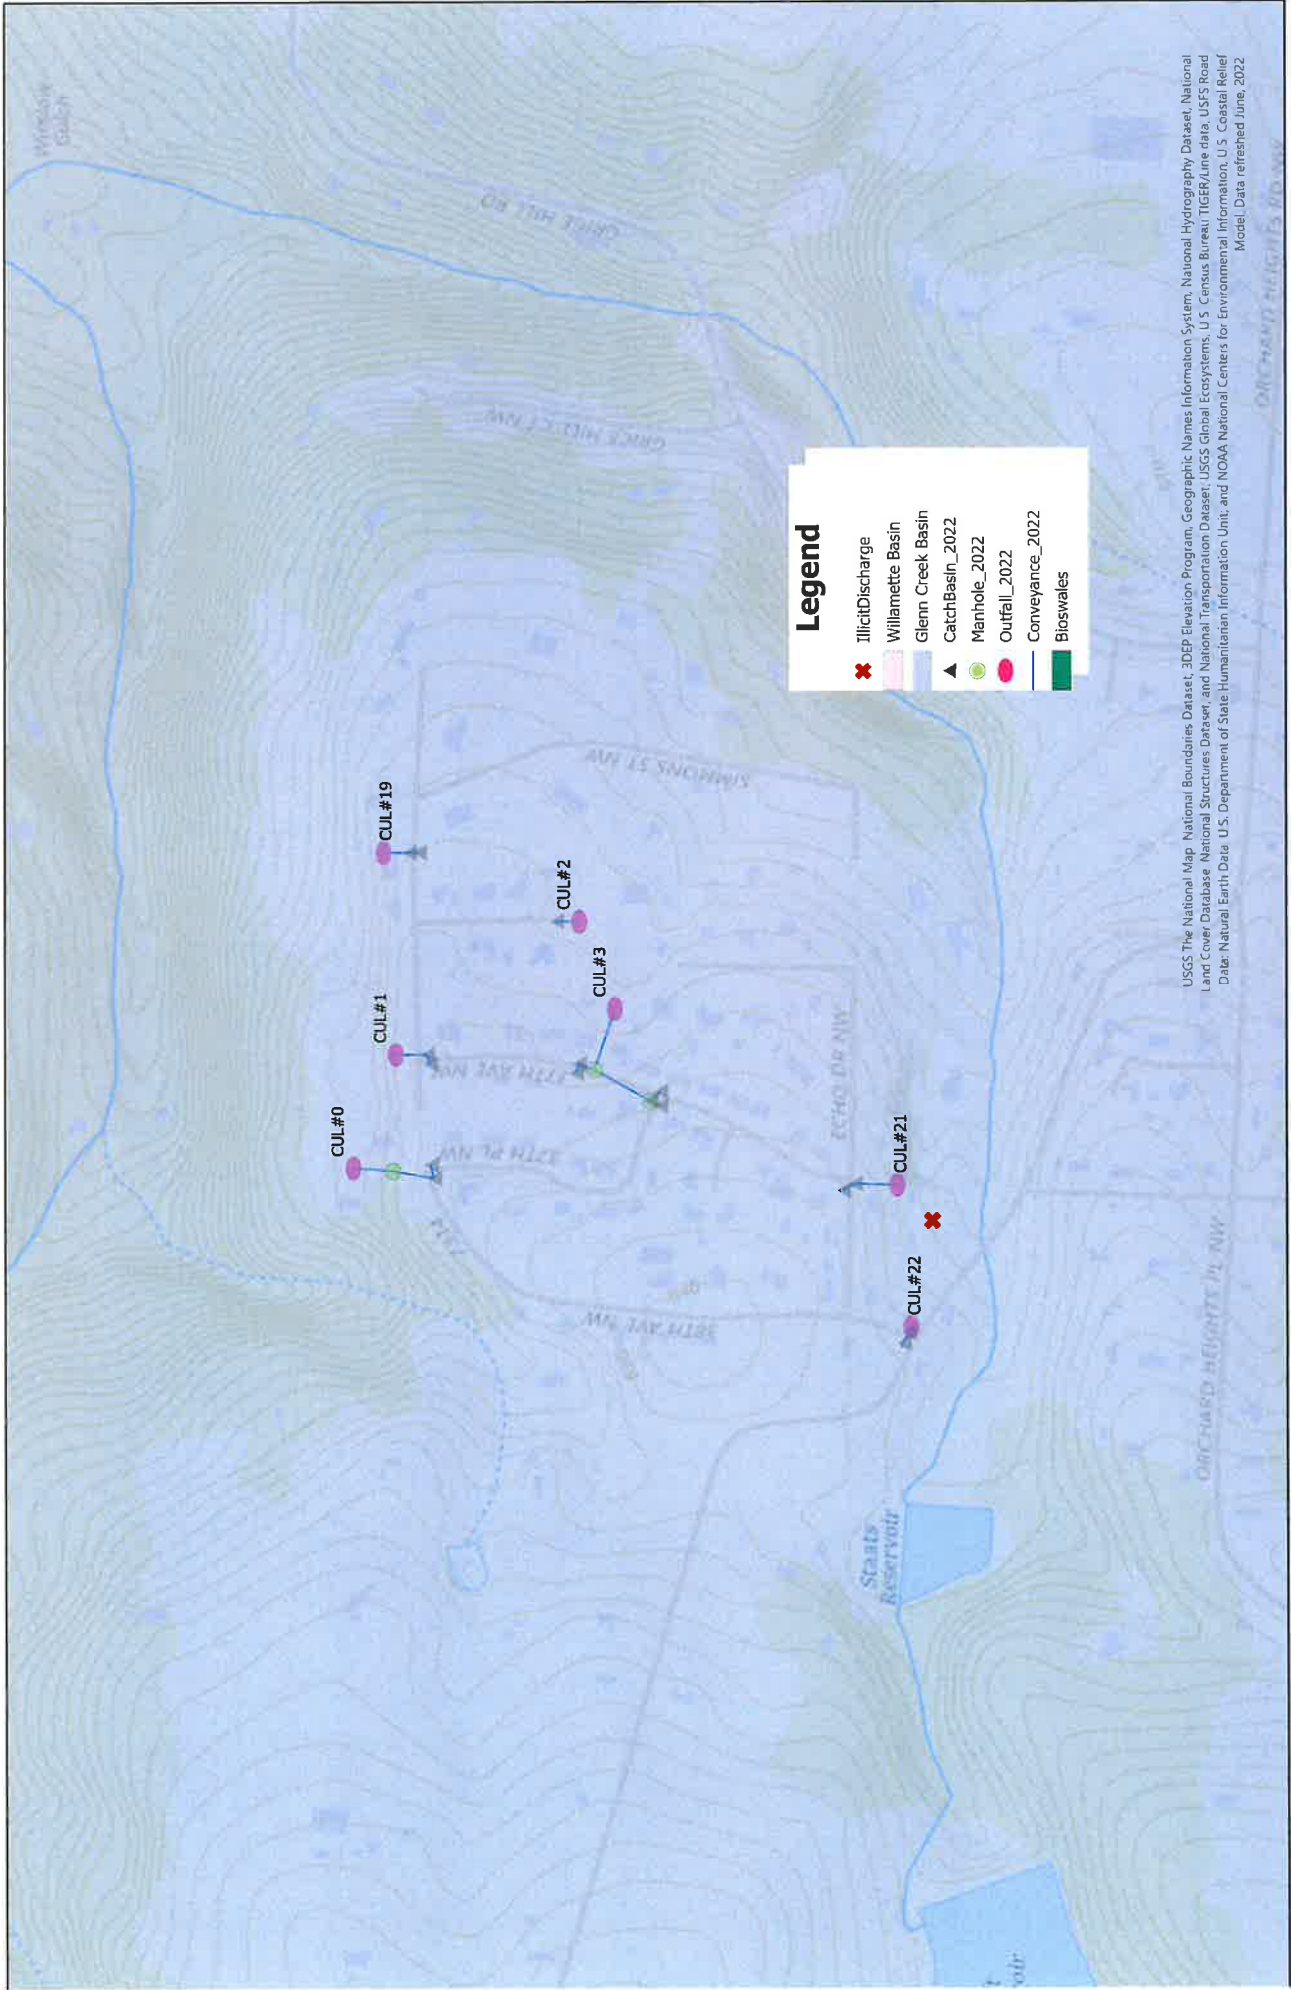 Winslow
Gulch
GRICE HILL RD
GRICE HILL CT NW
CUL#19
SIMMONS ST NW
CUL#2
CUL#3
CUL#1
37TH AVE NW
CUL#0
37TH PL NW
ECHO DR NW
CUL#21
CUL#22
38TH AVE NW
Staats
Reservoir
ORCHARD HEIGHTS PL NW
ORCHARD HEIGHTS RD NW
Legend
IllicitDischarge
Willamette Basin
Glenn Creek Basin
CatchBasin_2022
Manhole_2022
Outfall_2022
Conveyance_2022
Bioswales
USGS The National Map National Boundaries Dataset, 3DEP Elevation Program, Geographic Names Information System, National Hydrography Dataset, National
Land Cover Database National Structures Dataset, and National Transportation Dataset, USGS Global Ecosystems, U S Census Bureau TIGER/Line data, USFS Road
Data: Natural Earth Data U.S. Department of State Humanitarian Information Unit; and NOAA National Centers for Environmental Information, U.S Coastal Relief
Model. Data refreshed June, 2022